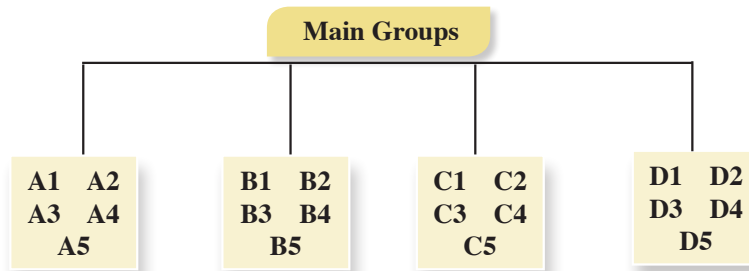 Main Groups
A1 A2
A3 A4
A5
B1 B2
B3 B4
B5
C1 C2
C3 C4
C5
D1 D2
D3 D4
D5